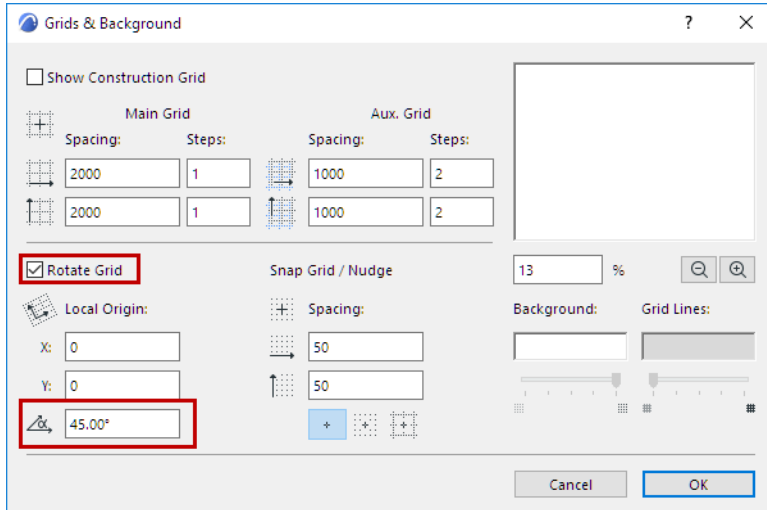 Grids & Background ?
Show Construction Grid
Main Grid Aux. Grid
Spacing: Steps: Spacing: Steps:
2000 1 1000 2
2000 1 1000 2
Rotate Grid Snap Grid / Nudge 13 %
Local Origin: Spacing: Background: Grid Lines:
X: 0 50
Y: 0 50
α 45.00°
Cancel OK